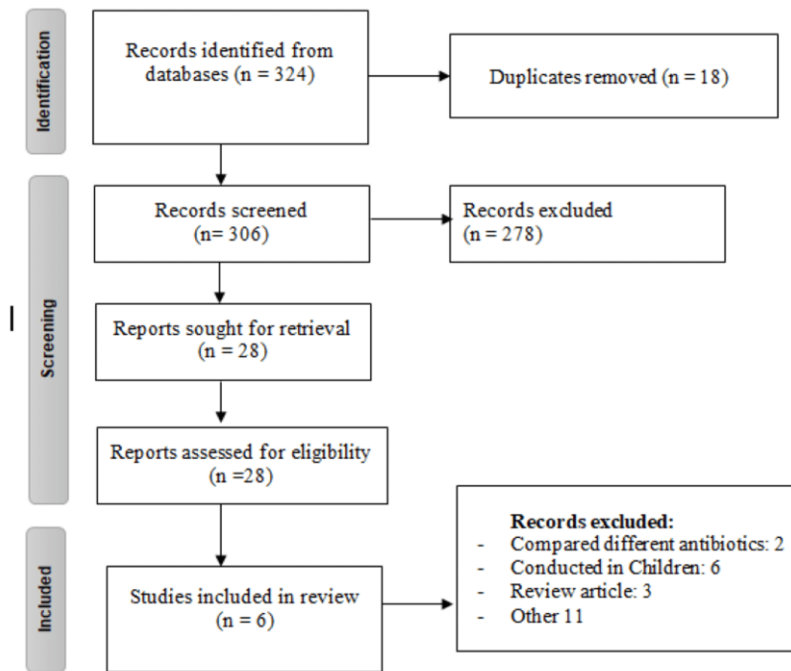 Identification
Records identified from
databases (n = 324)
Duplicates removed (n = 18)
Screening
Records screened
(n= 306)
Records excluded
(n = 278)
Reports sought for retrieval
(n = 28)
Reports assessed for eligibility
(n =28)
Included
Studies included in review
(n = 6)
Records excluded:
- Compared different antibiotics: 2
- Conducted in Children: 6
- Review article: 3
- Other 11